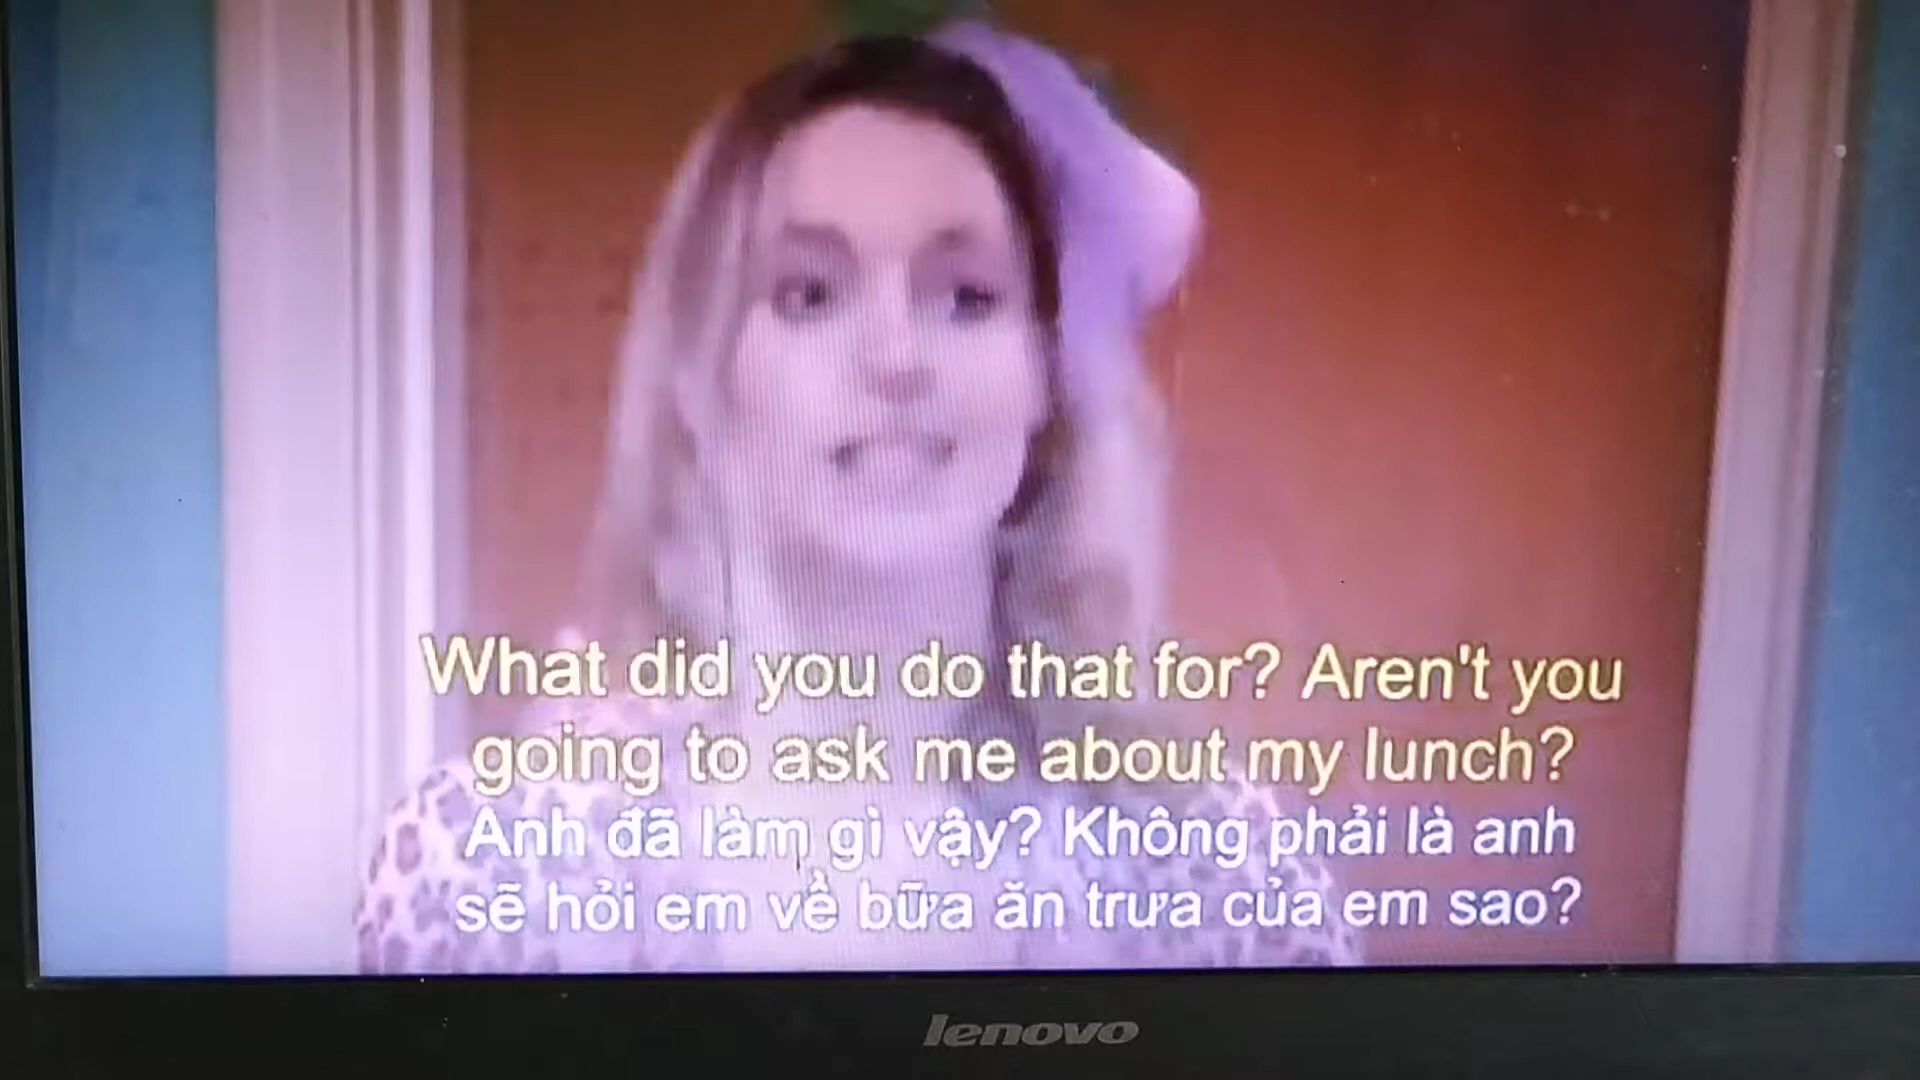 What did you do that for? Aren't you
going to ask me about my lunch?
Anh đã làm gì vậy? Không phải là anh
sẽ hỏi em về bữa ăn trưa của em sao?
lenovo